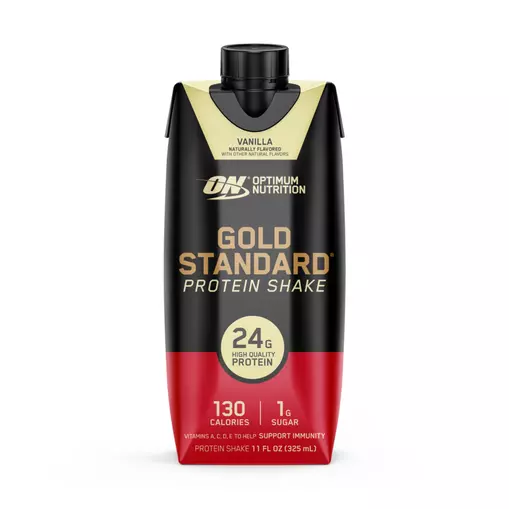 VANILLA
NATURALLY FLAVORED
WITH OTHER NATURAL FLAVORS
ON OPTIMUM
NUTRITION
GOLD
STANDARD®
PROTEIN SHAKE
24G
HIGH QUALITY
PROTEIN
130 1G
CALORIES SUGAR
VITAMINS A, C, D, E TO HELP SUPPORT IMMUNITY
PROTEIN SHAKE 11 FL OZ (325 mL)